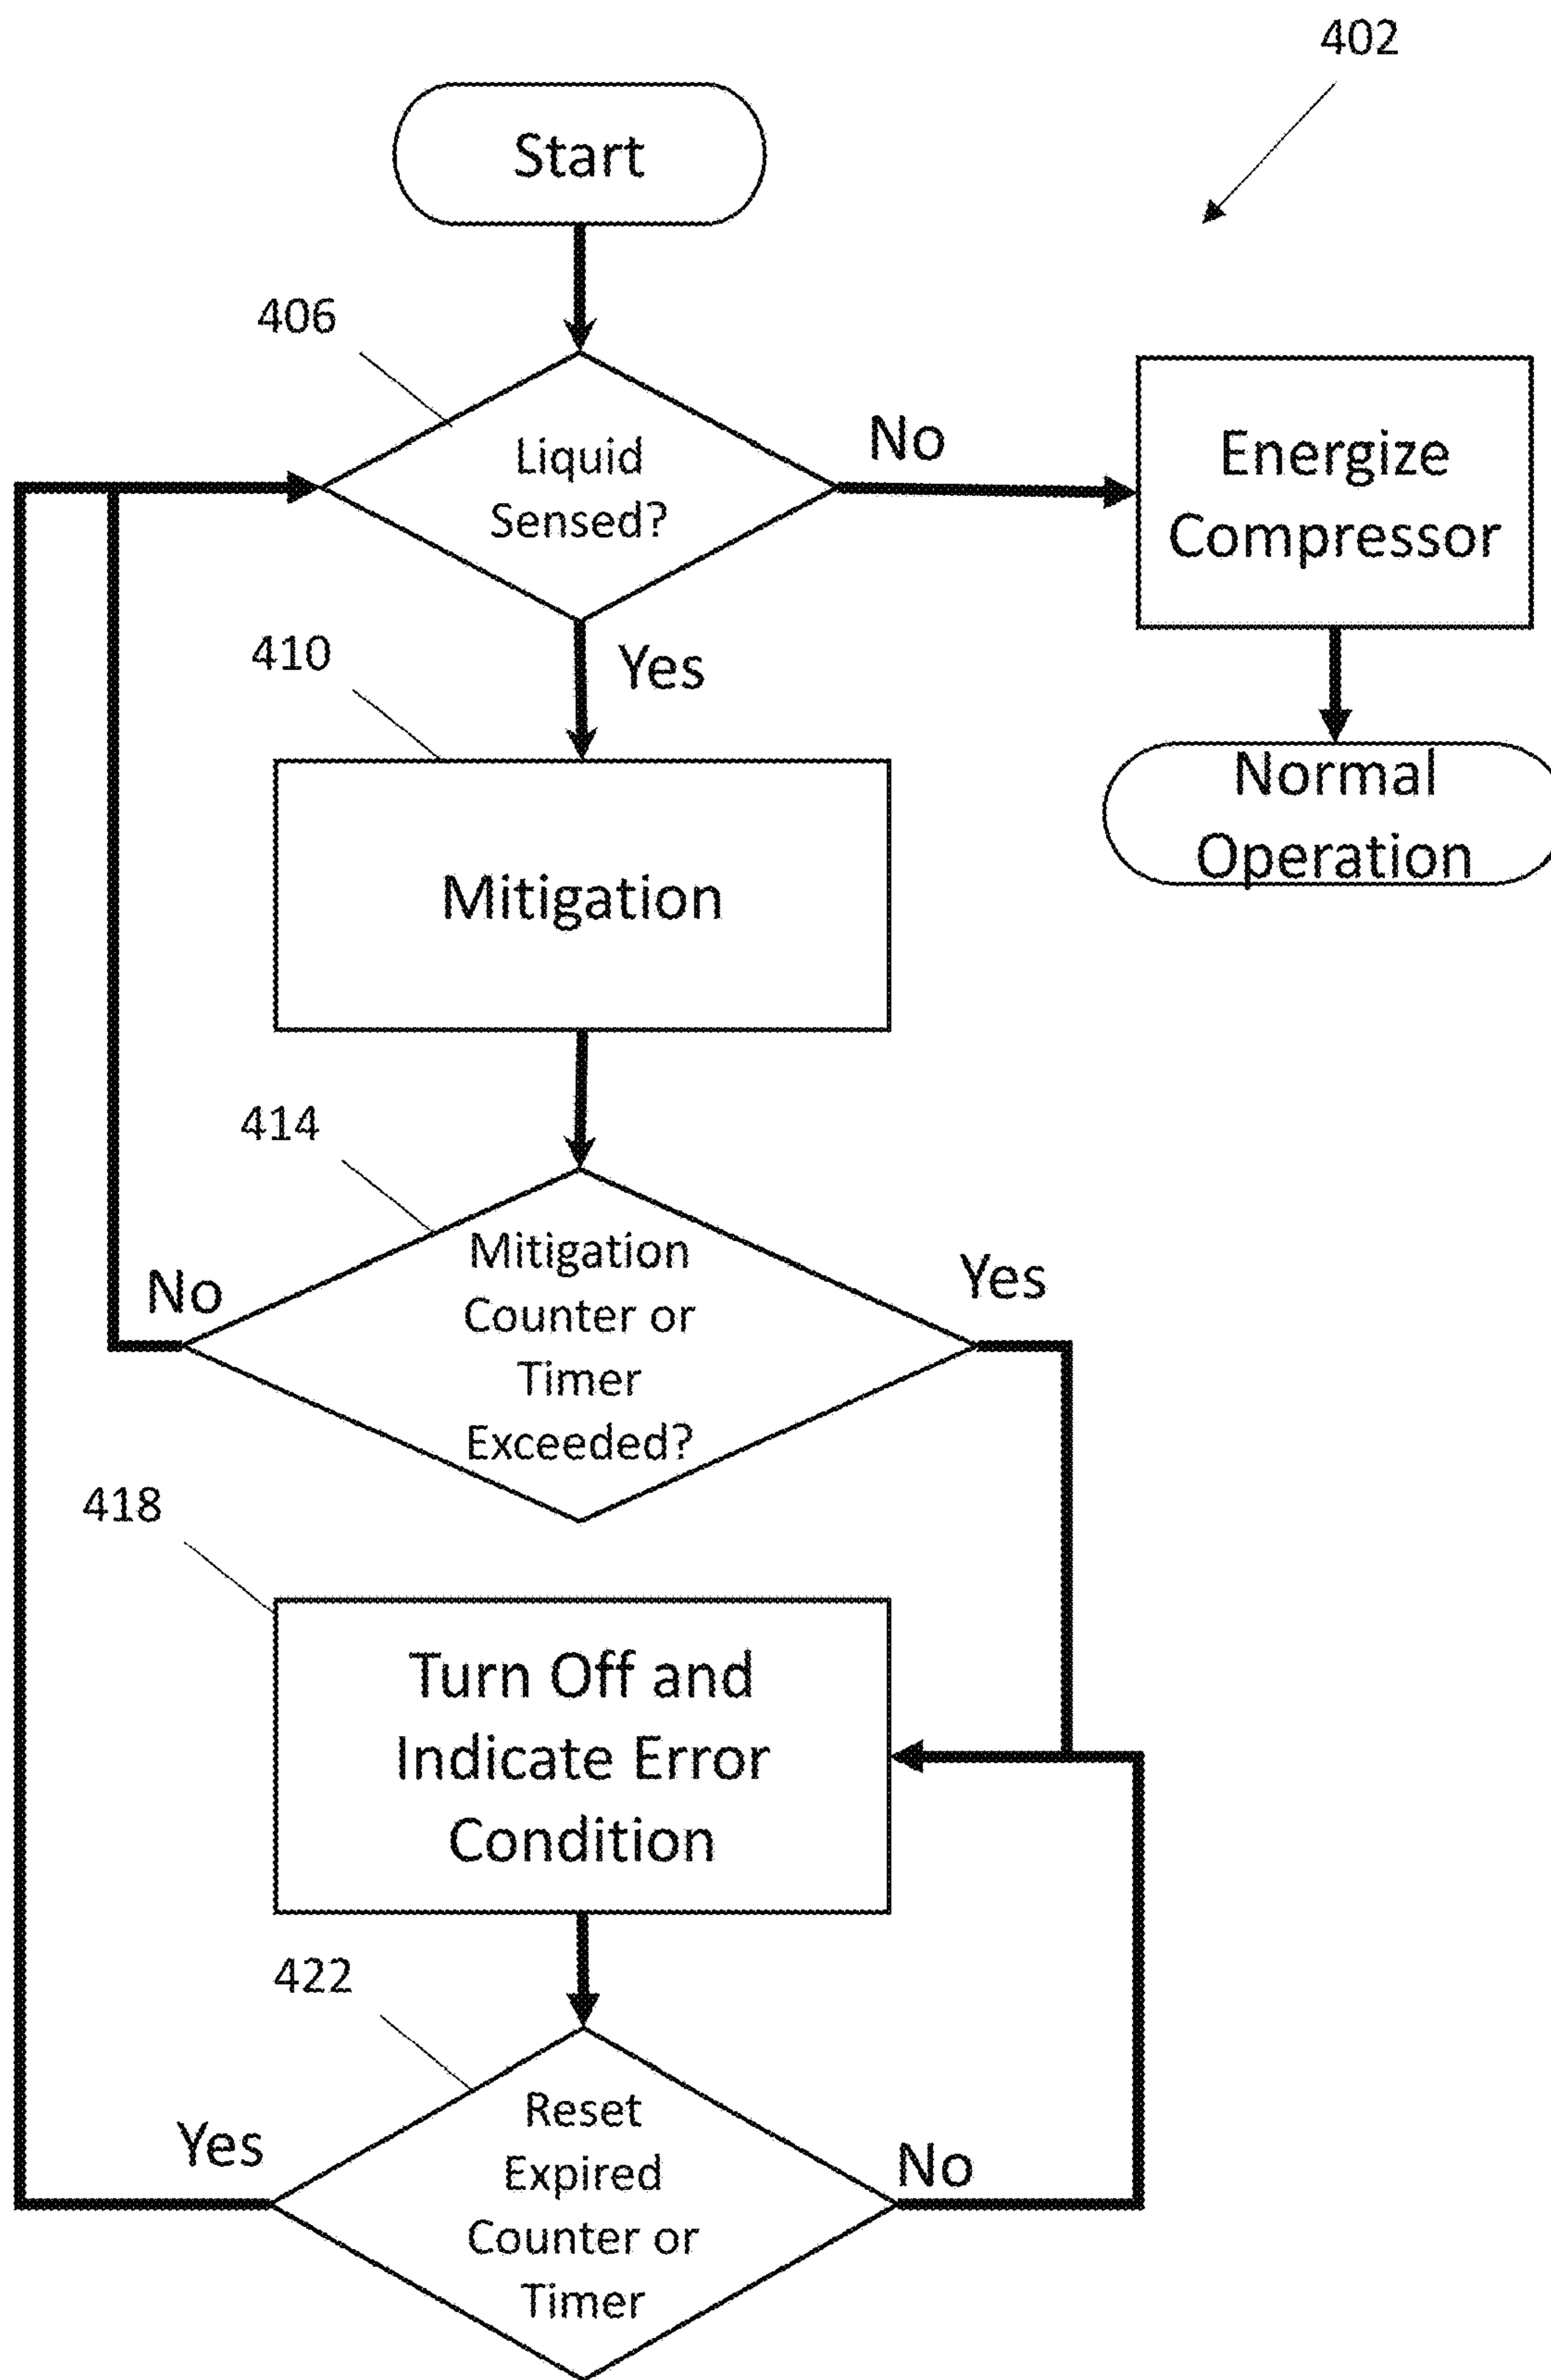 402
Start
406
Liquid
Sensed?
No
Energize
Compressor
Yes
410
Normal
Operation
Mitigation
414
Mitigation
Counter or
Timer
Exceeded?
No
Yes
418
Turn Off and
Indicate Error
Condition
422
Reset
Expired
Counter or
Timer
Yes
No